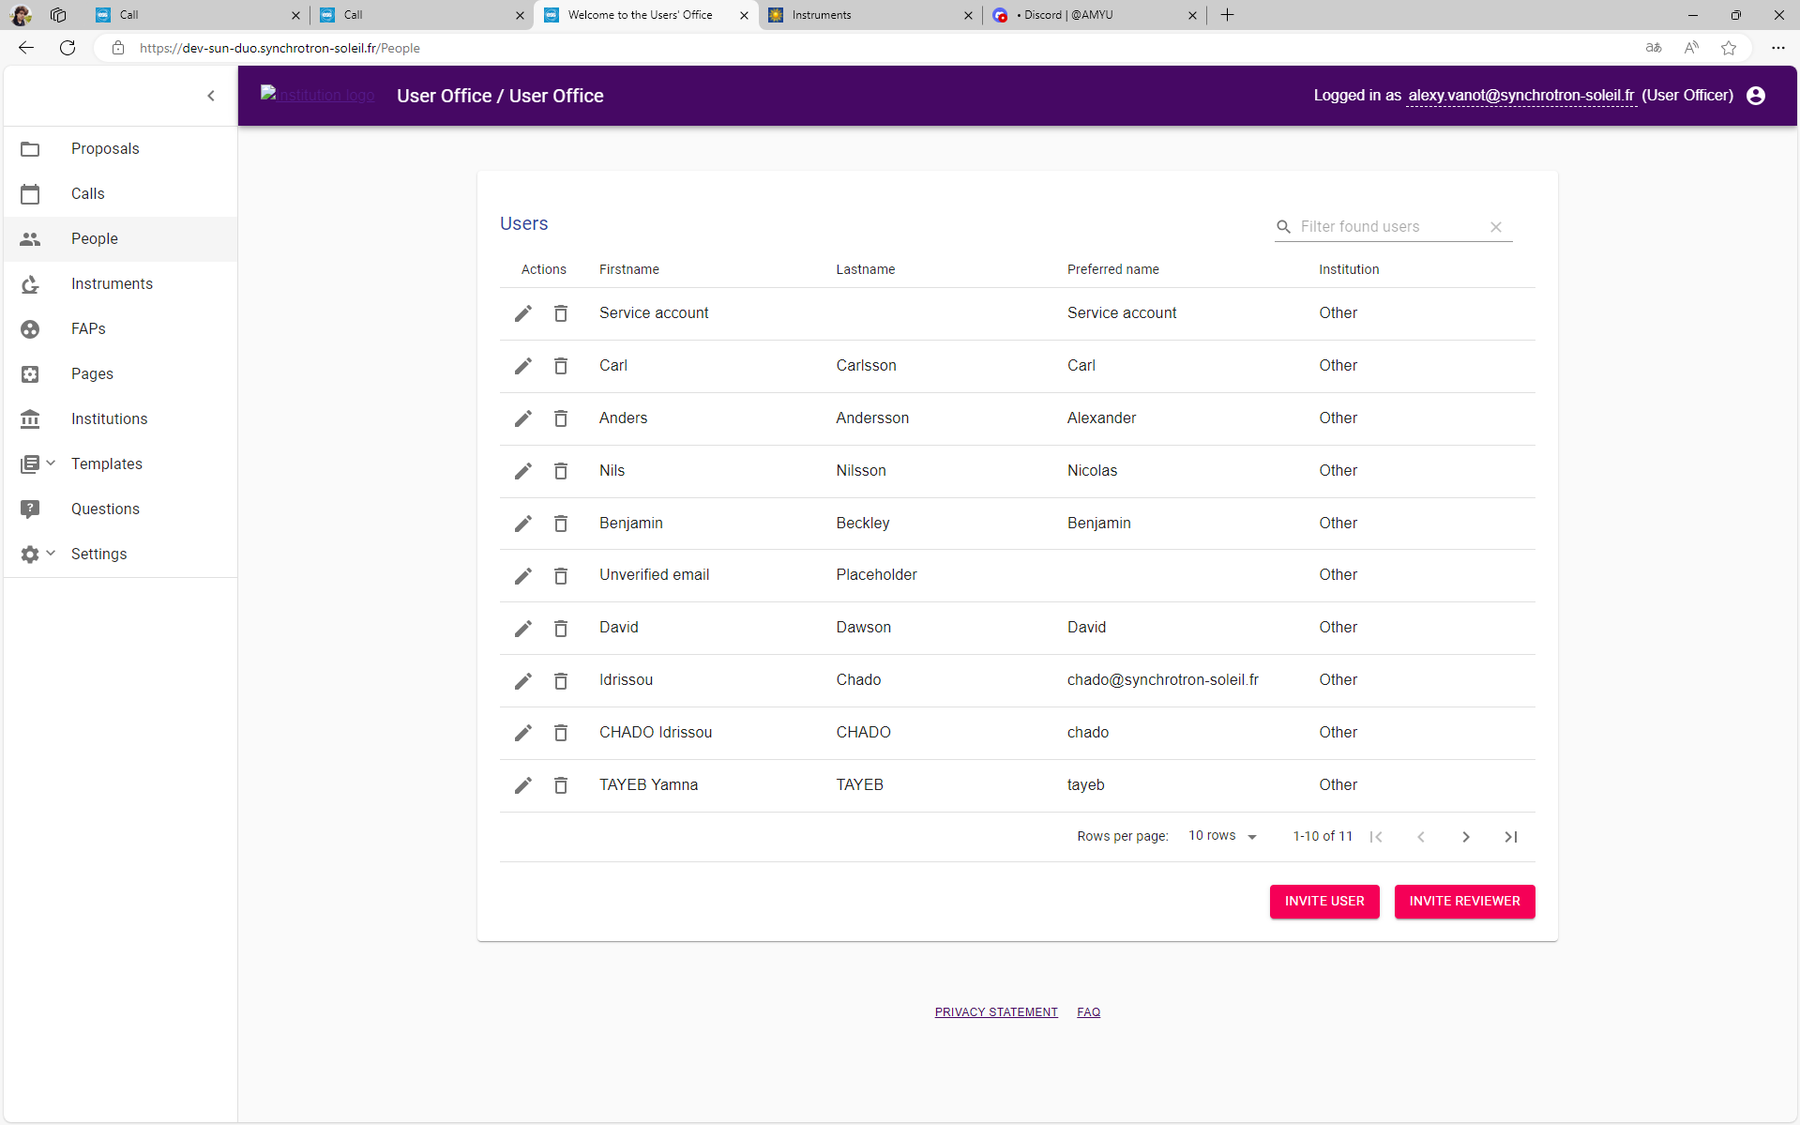 Call
Call
Welcome to the Users' Office
Instruments
• Discord | @AMYU
https://dev-sun-duo.synchrotron-soleil.fr/People
Institution logo
User Office / User Office
Logged in as alexy.vanot@synchrotron-soleil.fr (User Officer)
Proposals
Calls
People
Instruments
FAPs
Pages
Institutions
Templates
Questions
Settings
Users
Filter found users
Actions Firstname Lastname Preferred name Institution
Service account Service account Other
Carl Carlsson Carl Other
Anders Andersson Alexander Other
Nils Nilsson Nicolas Other
Benjamin Beckley Benjamin Other
Unverified email Placeholder Other
David Dawson David Other
Idrissou Chado chado@synchrotron-soleil.fr Other
CHADO Idrissou CHADO chado Other
TAYEB Yamna TAYEB tayeb Other
Rows per page: 10 rows 1-10 of 11
INVITE USER INVITE REVIEWER
PRIVACY STATEMENT FAQ